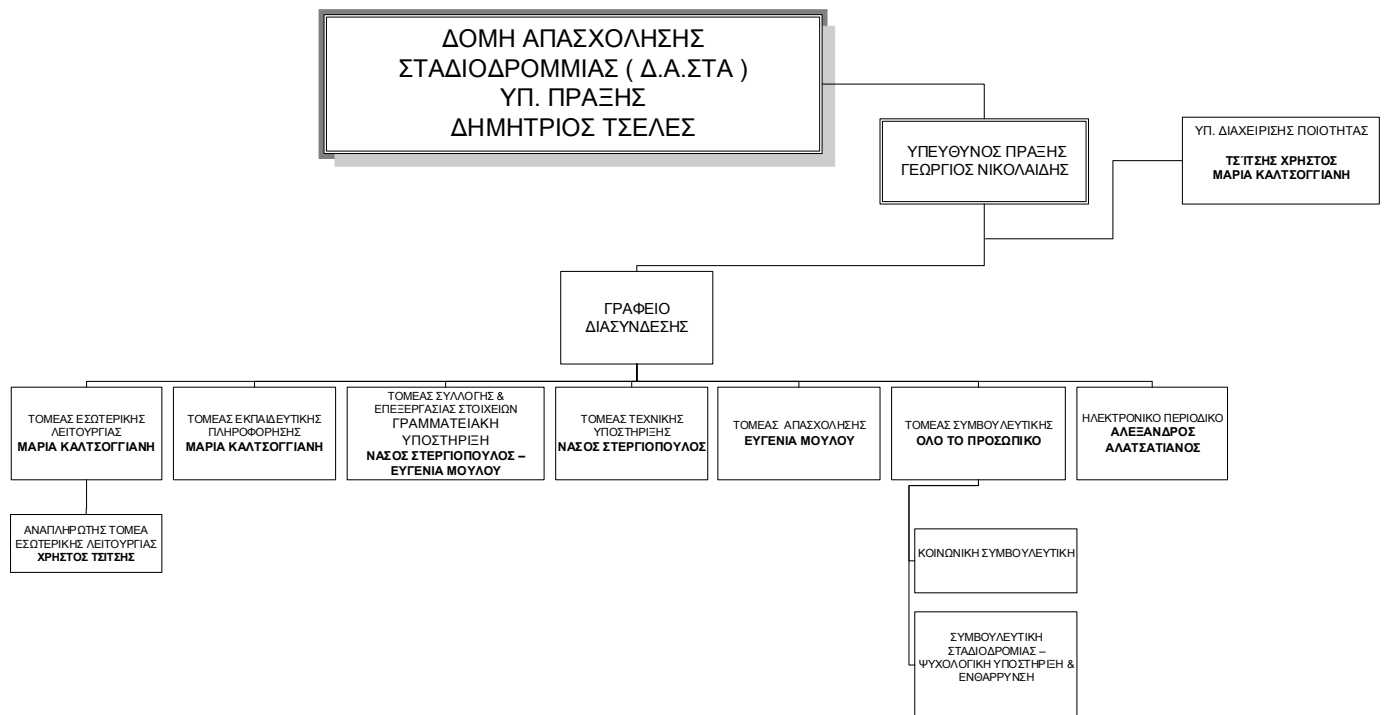 ΔΟΜΗ ΑΠΑΣΧΟΛΗΣΗΣ
ΣΤΑΔΙΟΔΡΟΜΜΙΑΣ ( Δ.Α.ΣΤΑ )
ΥΠ. ΠΡΑΞΗΣ
ΔΗΜΗΤΡΙΟΣ ΤΣΕΛΕΣ
ΥΠΕΥΘΥΝΟΣ ΠΡΑΞΗΣ
ΓΕΩΡΓΙΟΣ ΝΙΚΟΛΑΙΔΗΣ
ΥΠ. ΔΙΑΧΕΙΡΙΣΗΣ ΠΟΙΟΤΗΤΑΣ
ΤΣΊΤΣΗΣ ΧΡΗΣΤΟΣ
ΜΑΡΙΑ ΚΑΛΤΣΟΓΓΙΑΝΗ
ΓΡΑΦΕΙΟ
ΔΙΑΣΥΝΔΕΣΗΣ
ΤΟΜΕΑΣ ΕΣΩΤΕΡΙΚΗΣ
ΛΕΙΤΟΥΡΓΙΑΣ
ΜΑΡΙΑ ΚΑΛΤΣΟΓΓΙΑΝΗ
ΤΟΜΕΑΣ ΕΚΠΑΙΔΕΥΤΙΚΗΣ
ΠΛΗΡΟΦΟΡΗΣΗΣ
ΜΑΡΙΑ ΚΑΛΤΣΟΓΓΙΑΝΗ
ΤΟΜΕΑΣ ΣΥΛΛΟΓΗΣ &
ΕΠΕΞΕΡΓΑΣΙΑΣ ΣΤΟΙΧΕΙΩΝ
ΓΡΑΜΜΑΤΕΙΑΚΗ
ΥΠΟΣΤΗΡΙΞΗ
ΝΑΣΟΣ ΣΤΕΡΓΙΟΠΟΥΛΟΣ –
ΕΥΓΕΝΙΑ ΜΟΥΛΟΥ
ΤΟΜΕΑΣ ΤΕΧΝΙΚΗΣ
ΥΠΟΣΤΗΡΙΞΗΣ
ΝΑΣΟΣ ΣΤΕΡΓΙΟΠΟΥΛΟΣ
ΤΟΜΕΑΣ ΑΠΑΣΧΟΛΗΣΗΣ
ΕΥΓΕΝΙΑ ΜΟΥΛΟΥ
ΤΟΜΕΑΣ ΣΥΜΒΟΥΛΕΥΤΙΚΗΣ
ΟΛΟ ΤΟ ΠΡΟΣΩΠΙΚΟ
ΗΛΕΚΤΡΟΝΙΚΟ ΠΕΡΙΟΔΙΚΟ
ΑΛΕΞΑΝΔΡΟΣ
ΑΛΑΤΣΑΤΙΑΝΟΣ
ΑΝΑΠΛΗΡΩΤΗΣ ΤΟΜΕΑ
ΕΣΩΤΕΡΙΚΗΣ ΛΕΙΤΟΥΡΓΙΑΣ
ΧΡΗΣΤΟΣ ΤΣΙΤΣΗΣ
ΚΟΙΝΩΝΙΚΗ ΣΥΜΒΟΥΛΕΥΤΙΚΗ
ΣΥΜΒΟΥΛΕΥΤΙΚΗ
ΣΤΑΔΙΟΔΡΟΜΙΑΣ –
ΨΥΧΟΛΟΓΙΚΗ ΥΠΟΣΤΗΡΙΞΗ &
ΕΝΘΑΡΡΥΝΣΗ